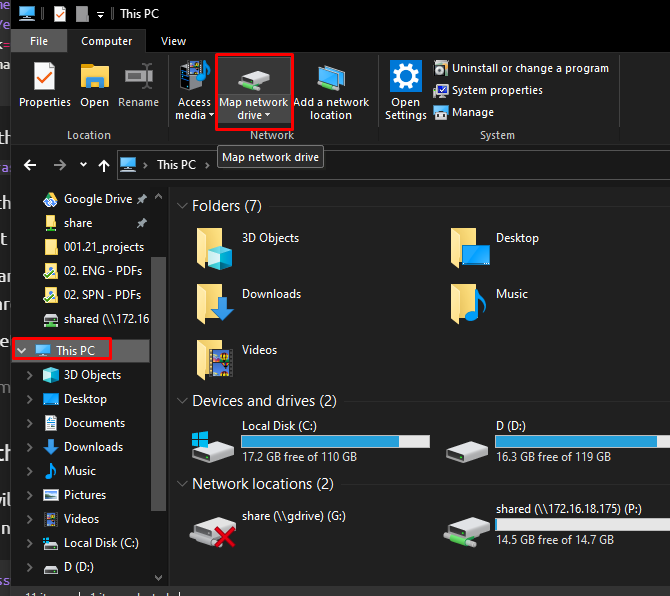 This PC
File
Computer
View
Properties
Open
Rename
Access media
Map network drive
Add a network location
Open Settings
Uninstall or change a program
System properties
Manage
Location
Network
System
This PC
Map network drive
Google Drive
share
001.21_projects
02. ENG - PDFs
02. SPN - PDFs
shared (\\172.16
This PC
3D Objects
Desktop
Documents
Downloads
Music
Pictures
Videos
Local Disk (C:)
D (D:)
Folders (7)
3D Objects
Desktop
Downloads
Music
Videos
Devices and drives (2)
Local Disk (C:)
17.2 GB free of 110 GB
D (D:)
16.3 GB free of 119 GB
Network locations (2)
share (\\gdrive) (G:)
shared (\\172.16.18.175) (P:)
14.5 GB free of 14.7 GB